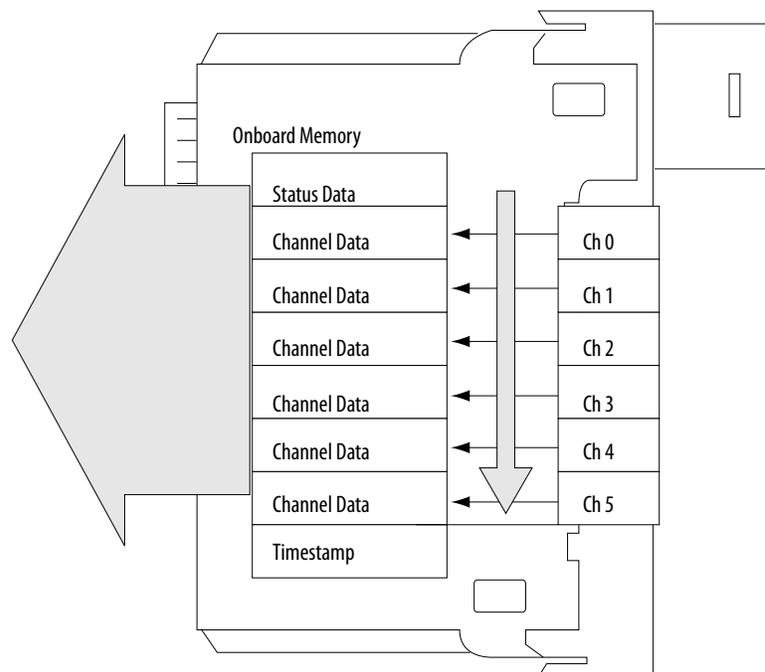 Onboard Memory
Status Data
Channel Data
Ch 0
Channel Data
Ch 1
Channel Data
Ch 2
Channel Data
Ch 3
Channel Data
Ch 4
Channel Data
Ch 5
Timestamp